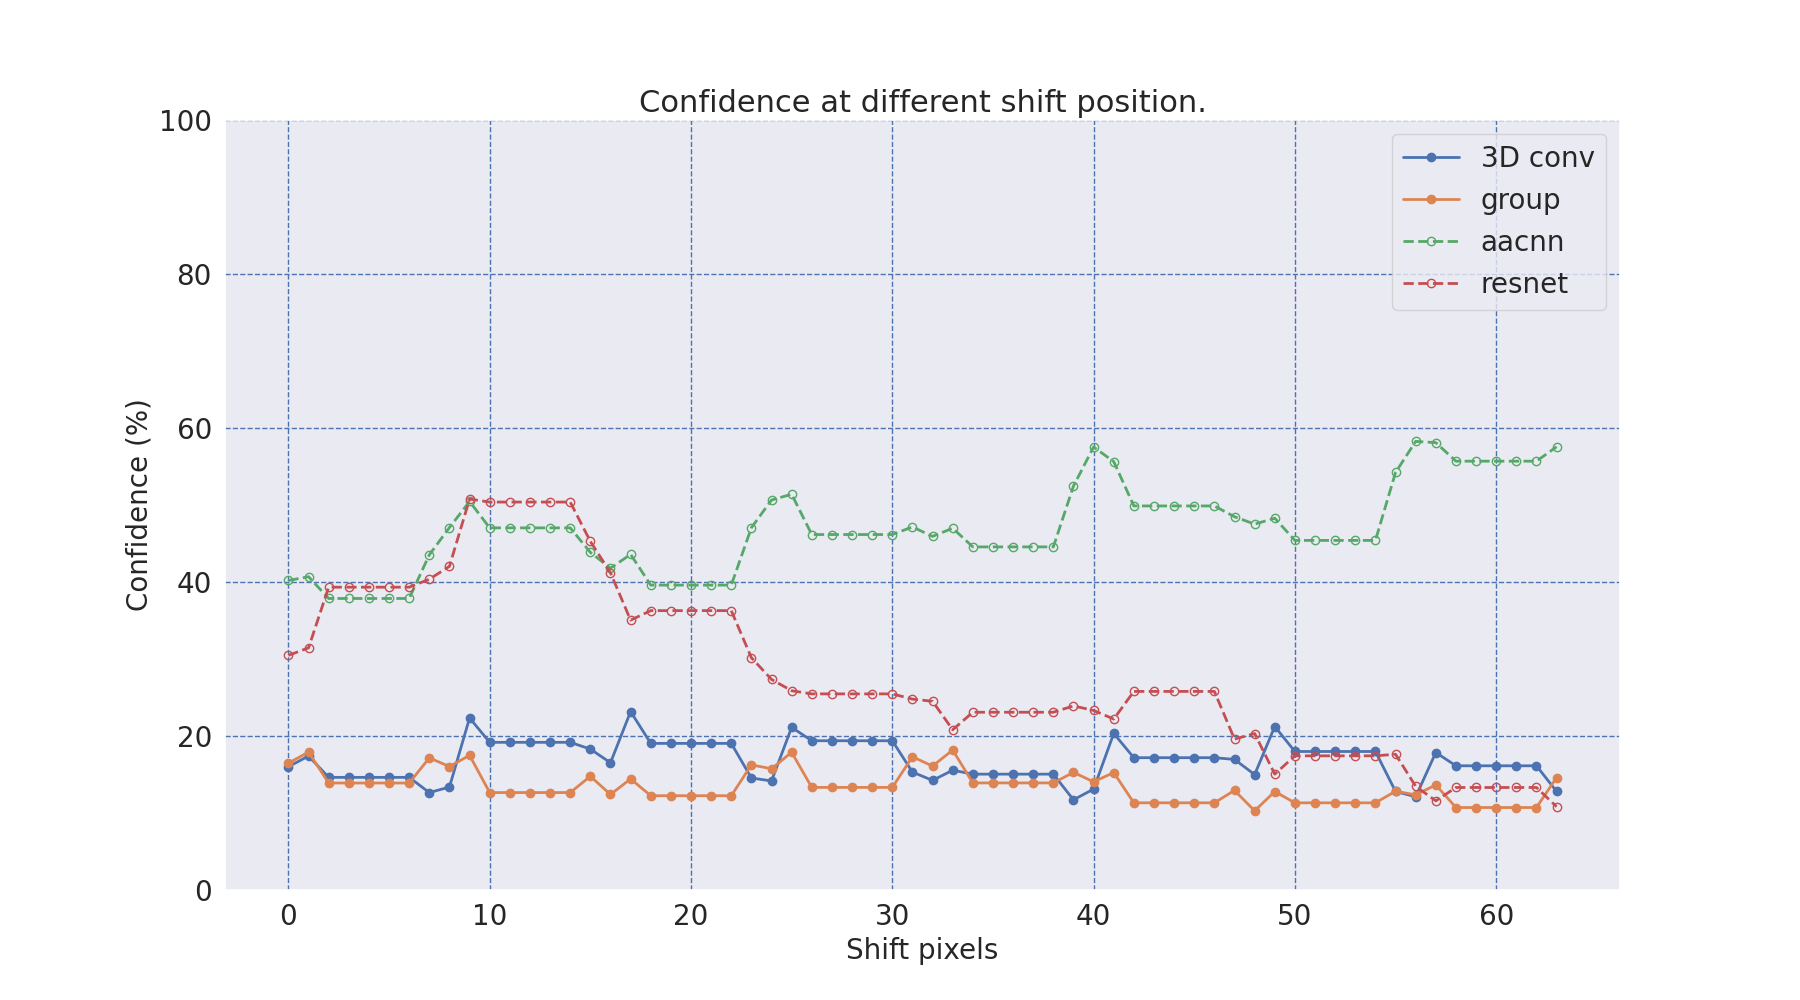 Confidence at different shift position.
100
80
60
40
20
0
Confidence (%)
3D conv
group
aacnn
resnet
0 10 20 30 40 50 60
Shift pixels